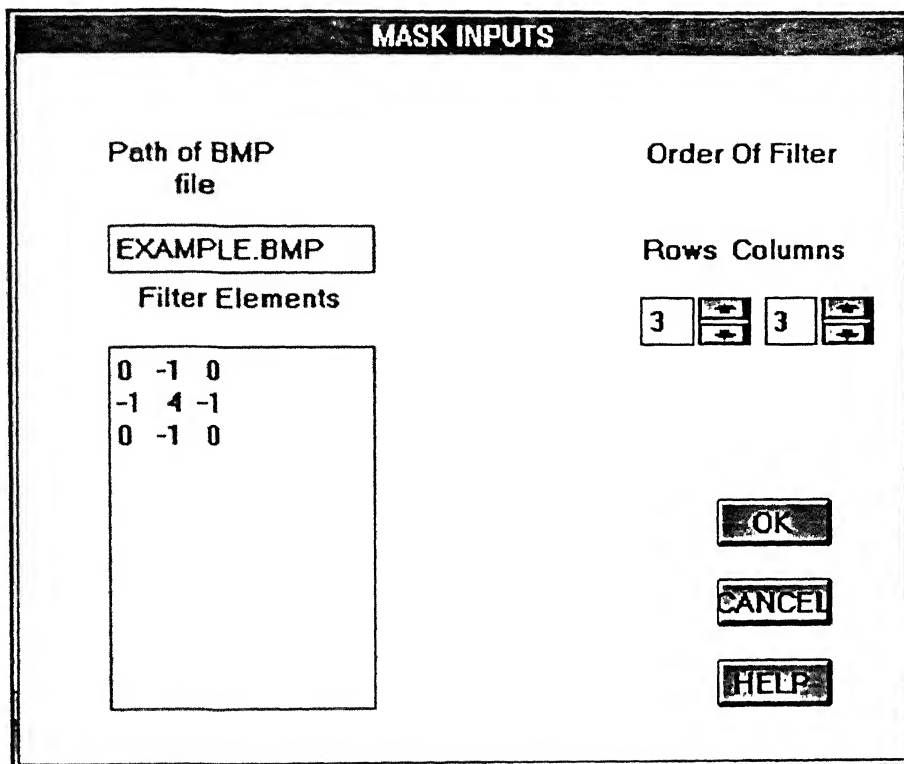 MASK INPUTS
Path of BMP
file
EXAMPLE.BMP
Filter Elements
0 -1 0
-1 4 -1
0 -1 0
Order Of Filter
Rows Columns
3 3
OK
CANCEL
HELP